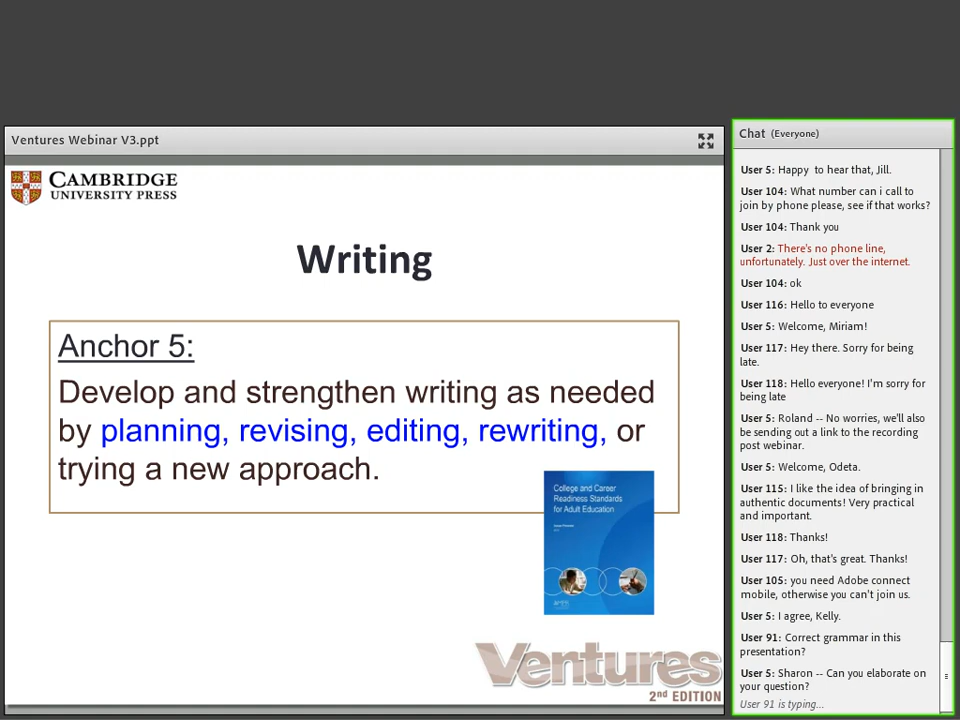 Ventures Webinar V3.ppt
CAMBRIDGE
UNIVERSITY PRESS
Writing
Anchor 5:
Develop and strengthen writing as needed
by planning, revising, editing, rewriting, or
trying a new approach.
College and Career
Readiness Standards
for Adult Education
Ventures
2nd EDITION
Chat (Everyone)
User 5: Happy to hear that, Jill.
User 104: What number can i call to
join by phone please, see if that works?
User 104: Thank you
User 2: There's no phone line,
unfortunately. Just over the internet.
User 104: ok
User 116: Hello to everyone
User 5: Welcome, Miriam!
User 117: Hey there. Sorry for being
late.
User 118: Hello everyone! I'm sorry for
being late
User 5: Roland -- No worries, we'll also
be sending out a link to the recording
post webinar.
User 5: Welcome, Odeta.
User 115: I like the idea of bringing in
authentic documents! Very practical
and important.
User 118: Thanks!
User 117: Oh, that's great. Thanks!
User 105: you need Adobe connect
mobile, otherwise you can't join us.
User 5: I agree, Kelly.
User 91: Correct grammar in this
presentation?
User 5: Sharon -- Can you elaborate on
your question?
User 91 is typing...